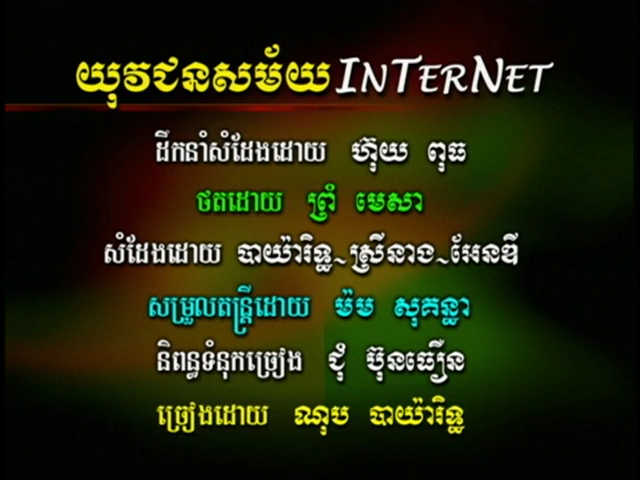 យុវជនសម័យ INTERNET
ដឹកនាំសំដែងដោយ ហ៊ុយ ពុធ
ថតដោយ ព្រំ មេសា
សំដែងដោយ បាយ៉ារិទ្ធ~ស្រីនាង~អែនឌី
សម្រួលតន្ត្រីដោយ ម៉ម សុគន្ធា
និពន្ធទំនុកច្រៀង ជុំ ប៊ុនធឿន
ច្រៀងដោយ ណុប បាយ៉ារិទ្ធ